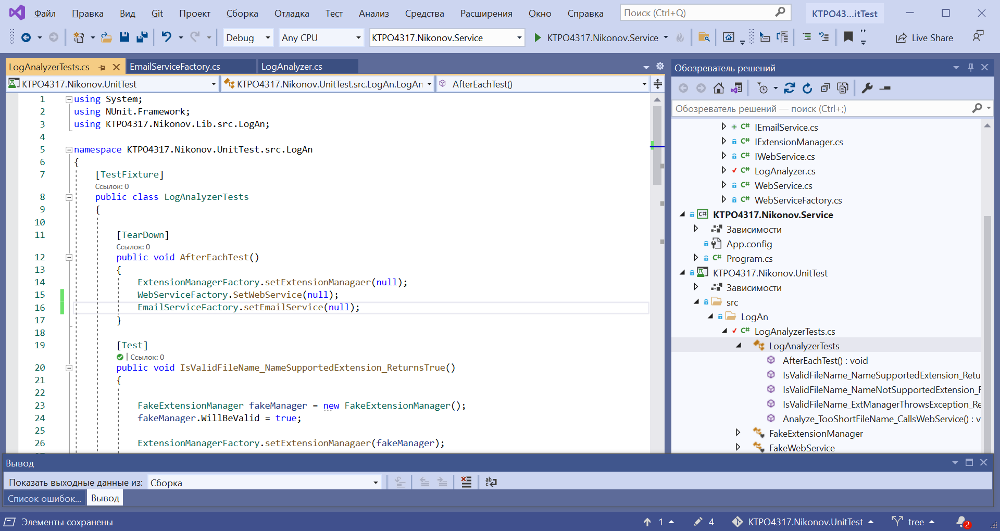 Файл Правка Вид Git Проект Сборка Отладка Тест Анализ Средства Расширения Окно Справка Поиск (Ctrl+Q) КТРО43...itTest
Debug Any CPU KTPO4317.Nikonov.Service KTPO4317.Nikonov.Service Live Share
LogAnalyzerTests.cs EmailServiceFactory.cs LogAnalyzer.cs
KTPO4317.Nikonov.UnitTest KTPO4317.Nikonov.UnitTest.src.LogAn.LogAn AfterEachTest()
1 using System;
2 using NUnit.Framework;
3 using KTPO4317.Nikonov.Lib.src.LogAn;
4
5 namespace KTPO4317.Nikonov.UnitTest.src.LogAn
6 {
7 [TestFixture]
Ссылок: 0
8 public class LogAnalyzerTests
9 {
10
11 [TearDown]
Ссылок: 0
12 public void AfterEachTest()
13 {
14 ExtensionManagerFactory.setExtensionManagaer(null);
15 WebServiceFactory.SetWebService(null);
16 EmailServiceFactory.setEmailService(null);
17 }
18
19 [Test]
| Ссылок: 0
20 public void IsValidFileName_NameSupportedExtension_ReturnsTrue()
21 {
22
23 FakeExtensionManager fakeManager = new FakeExtensionManager();
24 fakeManager.WillBeValid = true;
25
26 ExtensionManagerFactory.setExtensionManagaer(fakeManager);
Обозреватель решений
Обозреватель решений — поиск (Ctrl+;)
C# IEmailService.cs
C# IExtensionManager.cs
C# IWebService.cs
C# LogAnalyzer.cs
C# WebService.cs
C# WebServiceFactory.cs
C# KTPO4317.Nikonov.Service
Зависимости
App.config
C# Program.cs
KTPO4317.Nikonov.UnitTest
Зависимости
src
LogAn
C# LogAnalyzerTests.cs
LogAnalyzerTests
AfterEachTest() : void
IsValidFileName_NameSupportedExtension_Retu
IsValidFileName_NameNotSupportedExtension_F
IsValidFileName_ExtManagerThrowsException_Re
Analyze_TooShortFileName_CallsWebService() : v
FakeExtensionManager
FakeWebService
Вывод
Показать выходные данные из: Сборка
Список ошибок... Вывод
Элементы сохранены 1 4 KTPO4317.Nikonov.UnitTest tree 2